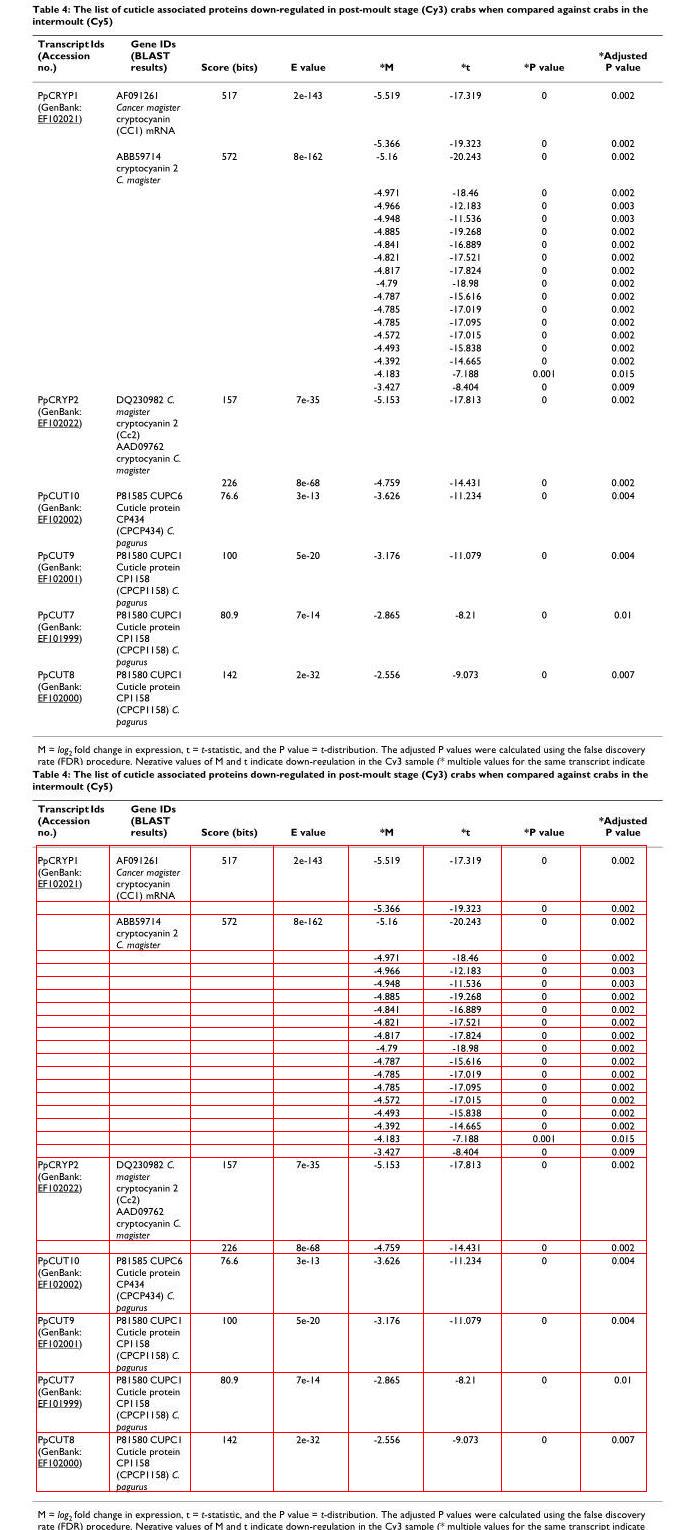 Table 4: The list of cuticle associated proteins down-regulated in post-moult stage (Cy3) crabs when compared against crabs in the
intermoult (Cy5)
Transcript Ids (Accession no.) Gene IDs (BLAST results) Score (bits) E value *M *t *P value *Adjusted P value
PpCRYP1 AF091261 517 2e-143 -5.519 -17.319 0 0.002
(GenBank: Cancer magister
EF102021) cryptocyanin
(CC1) mRNA
-5.366 -19.323 0 0.002
ABB59714 572 8e-162 -5.16 -20.243 0 0.002
cryptocyanin 2
C. magister
-4.971 -18.46 0 0.002
-4.966 -12.183 0 0.003
-4.948 -11.536 0 0.003
-4.885 -19.268 0 0.002
-4.841 -16.889 0 0.002
-4.821 -17.521 0 0.002
-4.817 -17.824 0 0.002
-4.79 -18.98 0 0.002
-4.787 -15.616 0 0.002
-4.785 -17.019 0 0.002
-4.785 -17.095 0 0.002
-4.572 -17.015 0 0.002
-4.493 -15.838 0 0.002
-4.392 -14.665 0 0.002
-4.183 -7.188 0.001 0.015
-3.427 -8.404 0 0.009
PpCRYP2 DQ230982 C. 157 7e-35 -5.153 -17.813 0 0.002
(GenBank: magister
EF102022) cryptocyanin 2
(Cc2)
AAD09762
cryptocyanin C.
magister
226 8e-68 -4.759 -14.431 0 0.002
PpCUT10 P81585 CUPC6 76.6 3e-13 -3.626 -11.234 0 0.004
(GenBank: Cuticle protein
EF102002) CP434
(CPCP434) C.
pagurus
PpCUT9 P81580 CUPC1 100 5e-20 -3.176 -11.079 0 0.004
(GenBank: Cuticle protein
EF102001) CP1158
(CPCP1158) C.
pagurus
PpCUT7 P81580 CUPC1 80.9 7e-14 -2.865 -8.21 0 0.01
(GenBank: Cuticle protein
EF101999) CP1158
(CPCP1158) C.
pagurus
PpCUT8 P81580 CUPC1 142 2e-32 -2.556 -9.073 0 0.007
(GenBank: Cuticle protein
EF102000) CP1158
(CPCP1158) C.
pagurus
M = log2 fold change in expression, t = t-statistic, and the P value = t-distribution. The adjusted P values were calculated using the false discovery
rate (FDR) procedure. Negative values of M and t indicate down-regulation in the Cy3 sample (* multiple values for the same transcript indicate
Table 4: The list of cuticle associated proteins down-regulated in post-moult stage (Cy3) crabs when compared against crabs in the
intermoult (Cy5)
Transcript Ids (Accession no.) Gene IDs (BLAST results) Score (bits) E value *M *t *P value *Adjusted P value
PpCRYP1 AF091261 517 2e-143 -5.519 -17.319 0 0.002
(GenBank: Cancer magister
EF102021) cryptocyanin
(CC1) mRNA
-5.366 -19.323 0 0.002
ABB59714 572 8e-162 -5.16 -20.243 0 0.002
cryptocyanin 2
C. magister
-4.971 -18.46 0 0.002
-4.966 -12.183 0 0.003
-4.948 -11.536 0 0.003
-4.885 -19.268 0 0.002
-4.841 -16.889 0 0.002
-4.821 -17.521 0 0.002
-4.817 -17.824 0 0.002
-4.79 -18.98 0 0.002
-4.787 -15.616 0 0.002
-4.785 -17.019 0 0.002
-4.785 -17.095 0 0.002
-4.572 -17.015 0 0.002
-4.493 -15.838 0 0.002
-4.392 -14.665 0 0.002
-4.183 -7.188 0.001 0.015
-3.427 -8.404 0 0.009
PpCRYP2 DQ230982 C. 157 7e-35 -5.153 -17.813 0 0.002
(GenBank: magister
EF102022) cryptocyanin 2
(Cc2)
AAD09762
cryptocyanin C.
magister
226 8e-68 -4.759 -14.431 0 0.002
PpCUT10 P81585 CUPC6 76.6 3e-13 -3.626 -11.234 0 0.004
(GenBank: Cuticle protein
EF102002) CP434
(CPCP434) C.
pagurus
PpCUT9 P81580 CUPC1 100 5e-20 -3.176 -11.079 0 0.004
(GenBank: Cuticle protein
EF102001) CP1158
(CPCP1158) C.
pagurus
PpCUT7 P81580 CUPC1 80.9 7e-14 -2.865 -8.21 0 0.01
(GenBank: Cuticle protein
EF101999) CP1158
(CPCP1158) C.
pagurus
PpCUT8 P81580 CUPC1 142 2e-32 -2.556 -9.073 0 0.007
(GenBank: Cuticle protein
EF102000) CP1158
(CPCP1158) C.
pagurus
M = log2 fold change in expression, t = t-statistic, and the P value = t-distribution. The adjusted P values were calculated using the false discovery
rate (FDR) procedure. Negative values of M and t indicate down-regulation in the Cy3 sample (* multiple values for the same transcript indicate